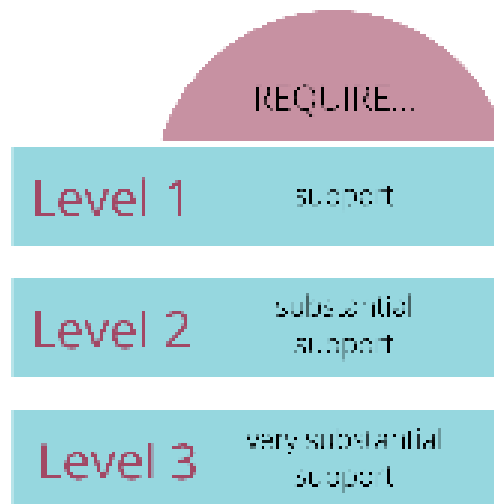 REQUIRE...
Level 1 support
Level 2 substantial support
Level 3 very substantial support